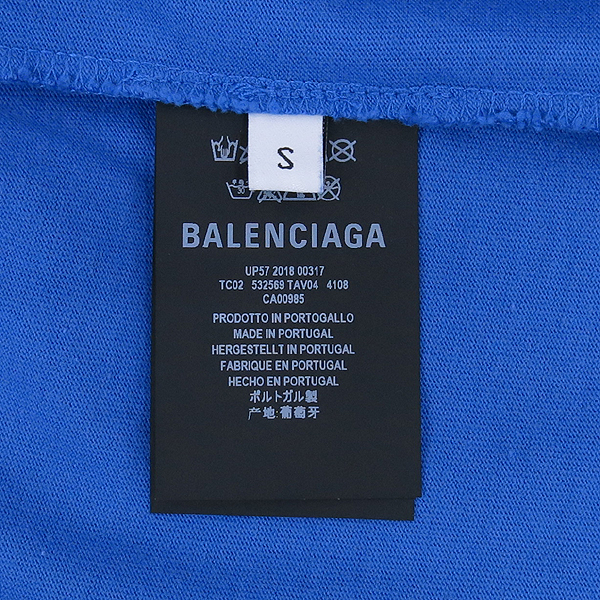 S
30
BALENCIAGA
UP57 2018 00317
TC02 532569 TAV04 4108
CA00985
PRODOTTO IN PORTOGALLO
MADE IN PORTUGAL
HERGESTELLT IN PORTUGAL
FABRIQUE EN PORTUGAL
HECHO EN PORTUGAL
ポルトガル製
产地:葡萄牙